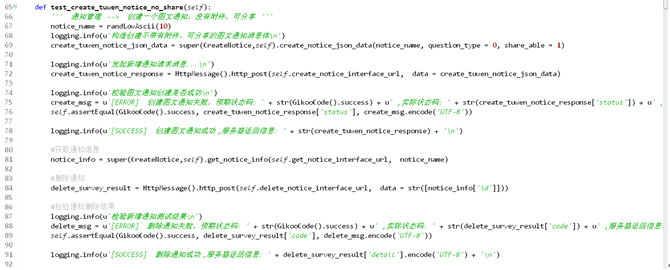 65 def test_create_tuwen_notice_no_share(self):
66 ''' 通知管理 --> 创建一个图文通知，没有附件，可分享 '''
67 notice_name = randLowAscii(10)
68 logging.info(u'构造创建不带有附件、可分享的图文通知消息体\n')
69 create_tuwen_notice_json_data = super(CreateNotice,self).create_notice_json_data(notice_name, question_type = 0, share_able = 1)
70
71 logging.info(u'发起新增通知请求消息...\n')
72 create_tuwen_notice_response = HttpMessage().http_post(self.create_notice_interface_url, data = create_tuwen_notice_json_data)
73
74 logging.info(u'校验图文通知创建是否成功\n')
75 create_msg = u'[ERROR] 创建图文通知失败，预期状态码：' + str(GikooCode().success) + u' ,实际状态码：' + str(create_tuwen_notice_response['status']) + u' ,
76 self.assertEqual(GikooCode().success, create_tuwen_notice_response['status'], create_msg.encode('UTF-8'))
77
78 logging.info(u'[SUCCESS] 创建图文通知成功 ,服务器返回信息：' + str(create_tuwen_notice_response) + '\n')
79
80 #获取通知信息
81 notice_info = super(CreateNotice,self).get_notice_info(self.get_notice_interface_url, notice_name)
82
83 #删除通知
84 delete_survey_result = HttpMessage().http_post(self.delete_notice_interface_url, data = str([notice_info['id']]))
85
86 #检验通知删除结果
87 logging.info(u'检验新增通知测试结果\n')
88 delete_msg = u'[ERROR] 删除通知失败，预期状态码：' + str(GikooCode().success) + u' ,实际状态码：' + str(delete_survey_result['code']) + u' ,服务器返回信息:
89 self.assertEqual(GikooCode().success, delete_survey_result['code'], delete_msg.encode('UTF-8'))
90
91 logging.info(u'[SUCCESS] 删除通知成功 ,服务器返回信息：' + delete_survey_result['detail'].encode('UTF-8') + '\n')
92